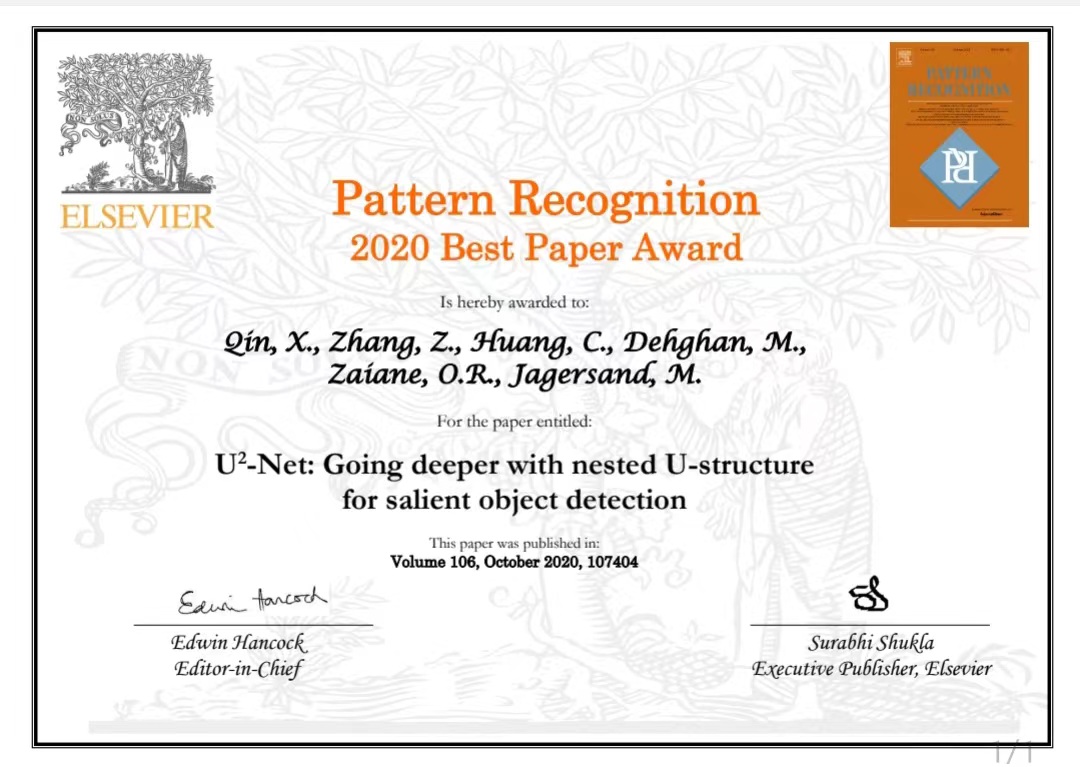 NON SOLUS
ELSEVIER
PATTERN
RECOGNITION
Pattern Recognition
2020 Best Paper Award
Is hereby awarded to:
Qin, X., Zhang, Z., Huang, C., Dehghan, M.,
Zaiane, O.R., Jagersand, M.
For the paper entitled:
U²-Net: Going deeper with nested U-structure
for salient object detection
This paper was published in:
Volume 106, October 2020, 107404
Edwin Hancock
Edwin Hancock
Editor-in-Chief
Surabhi Shukla
Executive Publisher, Elsevier
1/1